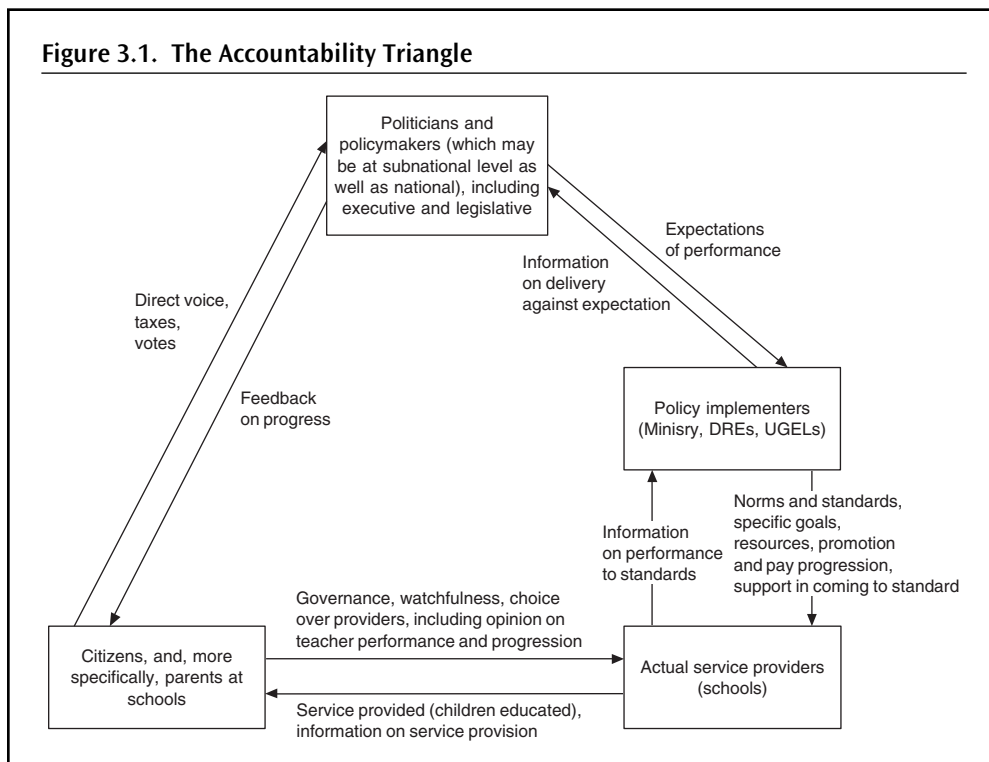 Figure 3.1. The Accountability Triangle
Politicians and
policymakers (which may
be at subnational level as
well as national), including
executive and legislative
Expectations
of performance
Information
on delivery
against expectation
Direct voice,
taxes,
votes
Feedback
on progress
Policy implementers
(Minisry, DREs, UGELs)
Norms and standards,
specific goals,
resources, promotion
and pay progression,
support in coming to standard
Information
on performance
to standards
Governance, watchfulness, choice
over providers, including opinion on
teacher performance and progression
Citizens, and, more
specifically, parents at
schools
Actual service providers
(schools)
Service provided (children educated),
information on service provision